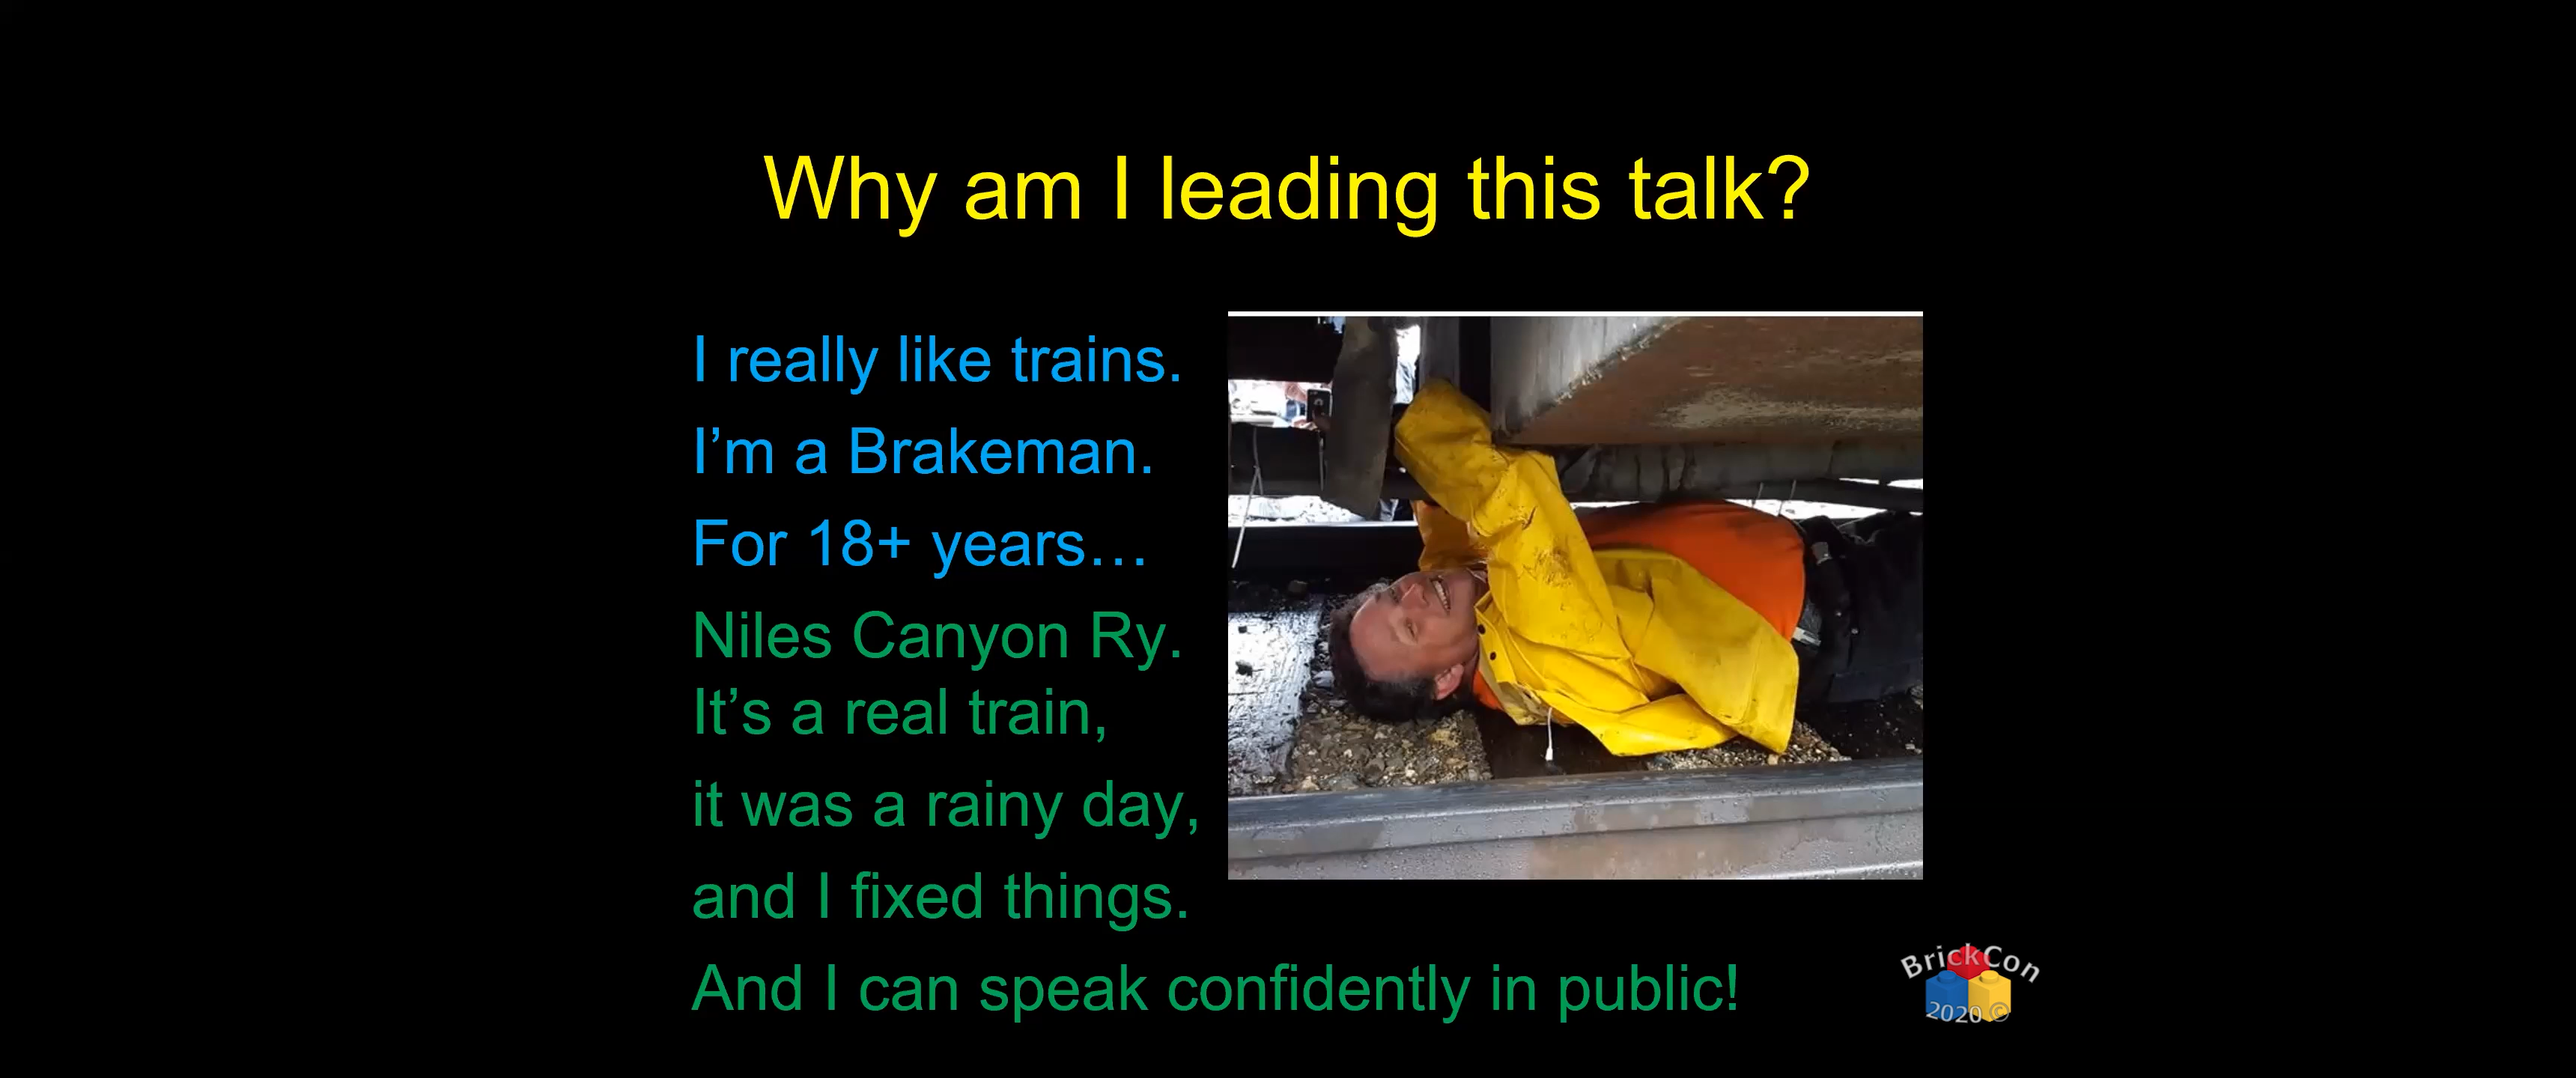 Why am I leading this talk?
I really like trains.
I’m a Brakeman.
For 18+ years…
Niles Canyon Ry.
It’s a real train,
it was a rainy day,
and I fixed things.
And I can speak confidently in public!
BrickCon
2020 ©